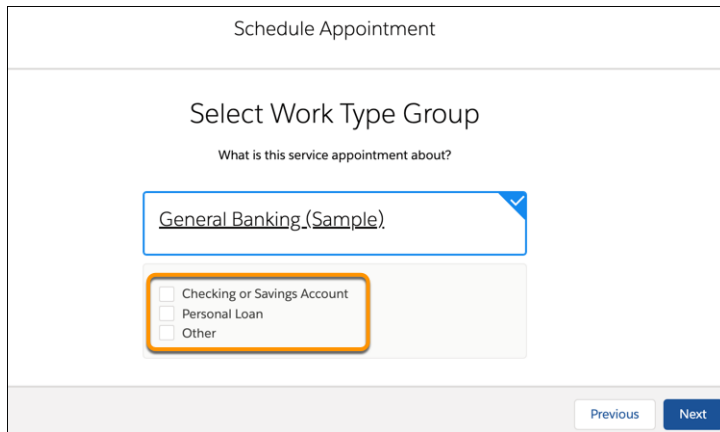 Schedule Appointment
Select Work Type Group
What is this service appointment about?
General Banking (Sample)
Checking or Savings Account
Personal Loan
Other
Previous Next